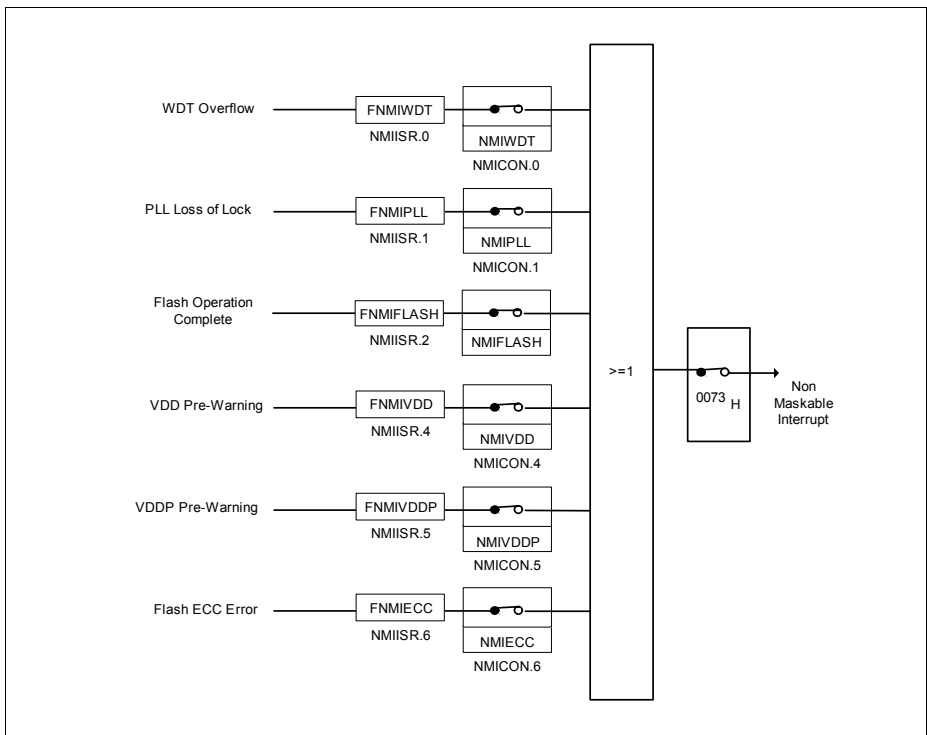 WDT Overflow
FNMIWDT
NMIISR.0
NMIWDT
NMICON.0
PLL Loss of Lock
FNMIPLL
NMIISR.1
NMIPLL
NMICON.1
Flash Operation
Complete
FNMIFLASH
NMIISR.2
NMIFLASH
>=1
0073 H
Non
Maskable
Interrupt
VDD Pre-Warning
FNMIVDD
NMIISR.4
NMIVDD
NMICON.4
VDDP Pre-Warning
FNMIVDDP
NMIISR.5
NMIVDDP
NMICON.5
Flash ECC Error
FNMIECC
NMIISR.6
NMIECC
NMICON.6